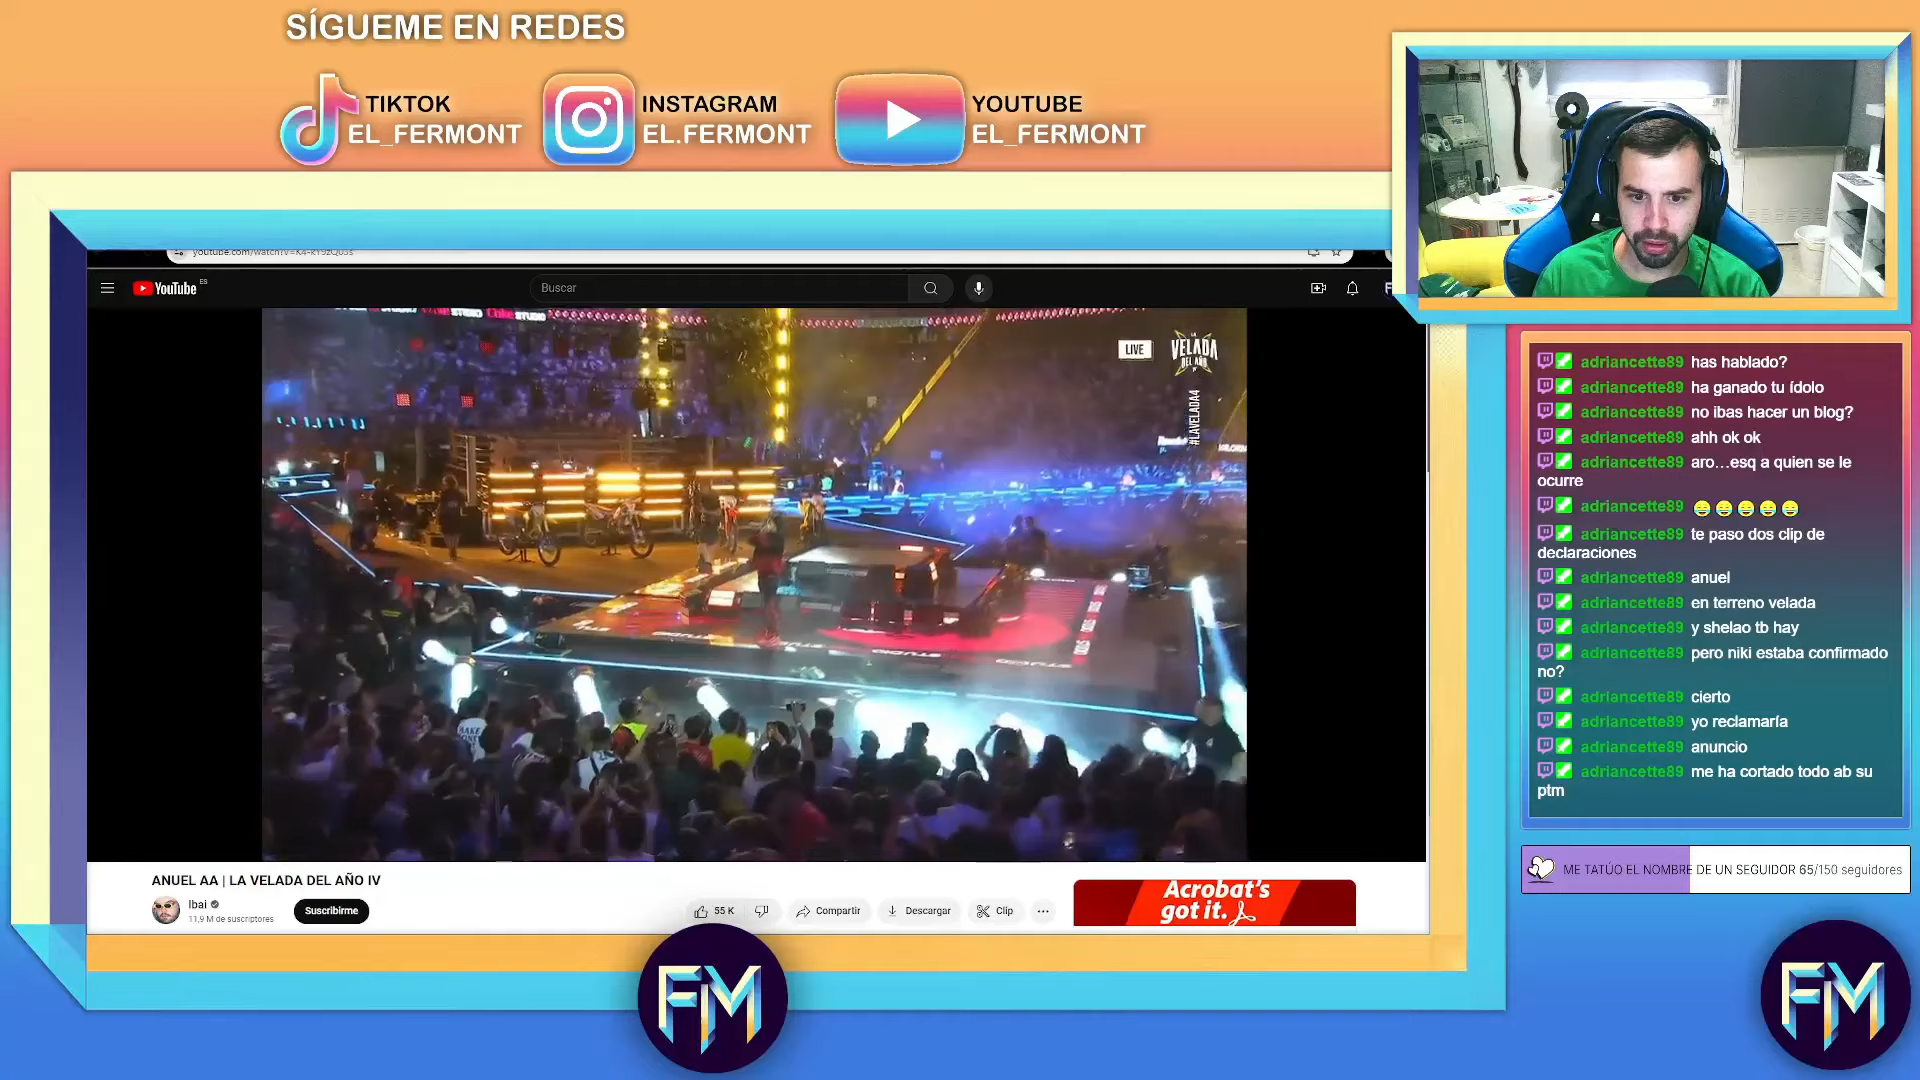 SÍGUEME EN REDES
TIKTOK
EL_FERMONT
INSTAGRAM
EL.FERMONT
YOUTUBE
EL_FERMONT
YouTube ES
Buscar
LIVE
LA VELADA DEL AÑO IV
#LAVELADA4
STUDIO
ANUEL AA | LA VELADA DEL AÑO IV
Ibai
11,9 M de suscriptores
Suscribirme
55 K
Compartir
Descargar
Clip
Acrobat's
got it.
adriancette89 has hablado?
adriancette89 ha ganado tu ídolo
adriancette89 no ibas hacer un blog?
adriancette89 ahh ok ok
adriancette89 aro…esq a quien se le
ocurre
adriancette89
adriancette89 te paso dos clip de
declaraciones
adriancette89 anuel
adriancette89 en terreno velada
adriancette89 y shelao tb hay
adriancette89 pero niki estaba confirmado
no?
adriancette89 cierto
adriancette89 yo reclamaría
adriancette89 anuncio
adriancette89 me ha cortado todo ab su
ptm
ME TATÚO EL NOMBRE DE UN SEGUIDOR 65/150 seguidores
FM
FM